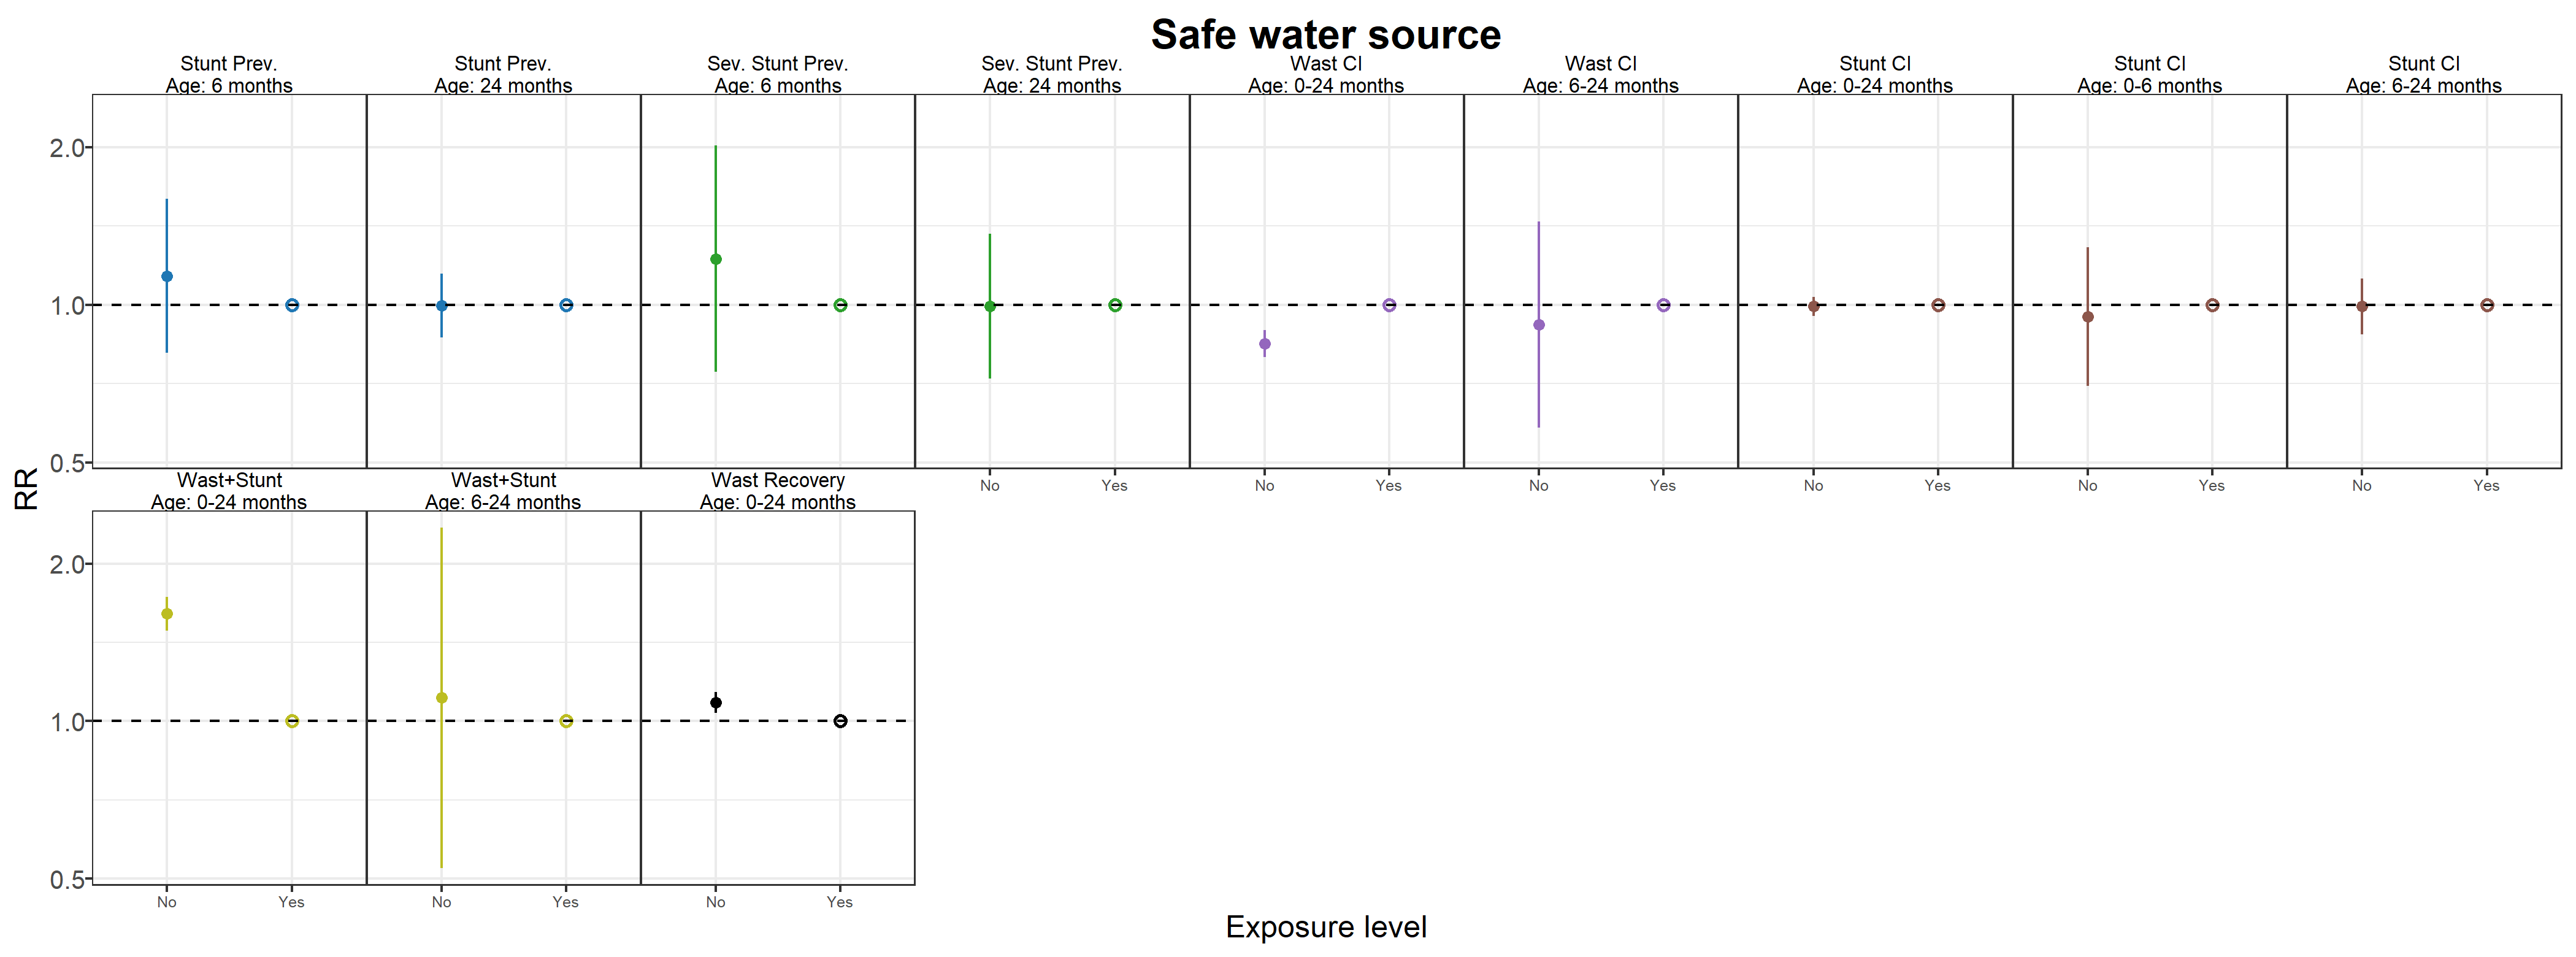 Safe water source
Stunt Prev.
Age: 6 months
Stunt Prev.
Age: 24 months
Sev. Stunt Prev.
Age: 6 months
Sev. Stunt Prev.
Age: 24 months
Wast CI
Age: 0-24 months
Wast CI
Age: 6-24 months
Stunt CI
Age: 0-24 months
Stunt CI
Age: 0-6 months
Stunt CI
Age: 6-24 months
2.0
1.0
0.5
No Yes No Yes No Yes No Yes No Yes No Yes
RR
Wast+Stunt
Age: 0-24 months
Wast+Stunt
Age: 6-24 months
Wast Recovery
Age: 0-24 months
2.0
1.0
0.5
No Yes No Yes No Yes
Exposure level